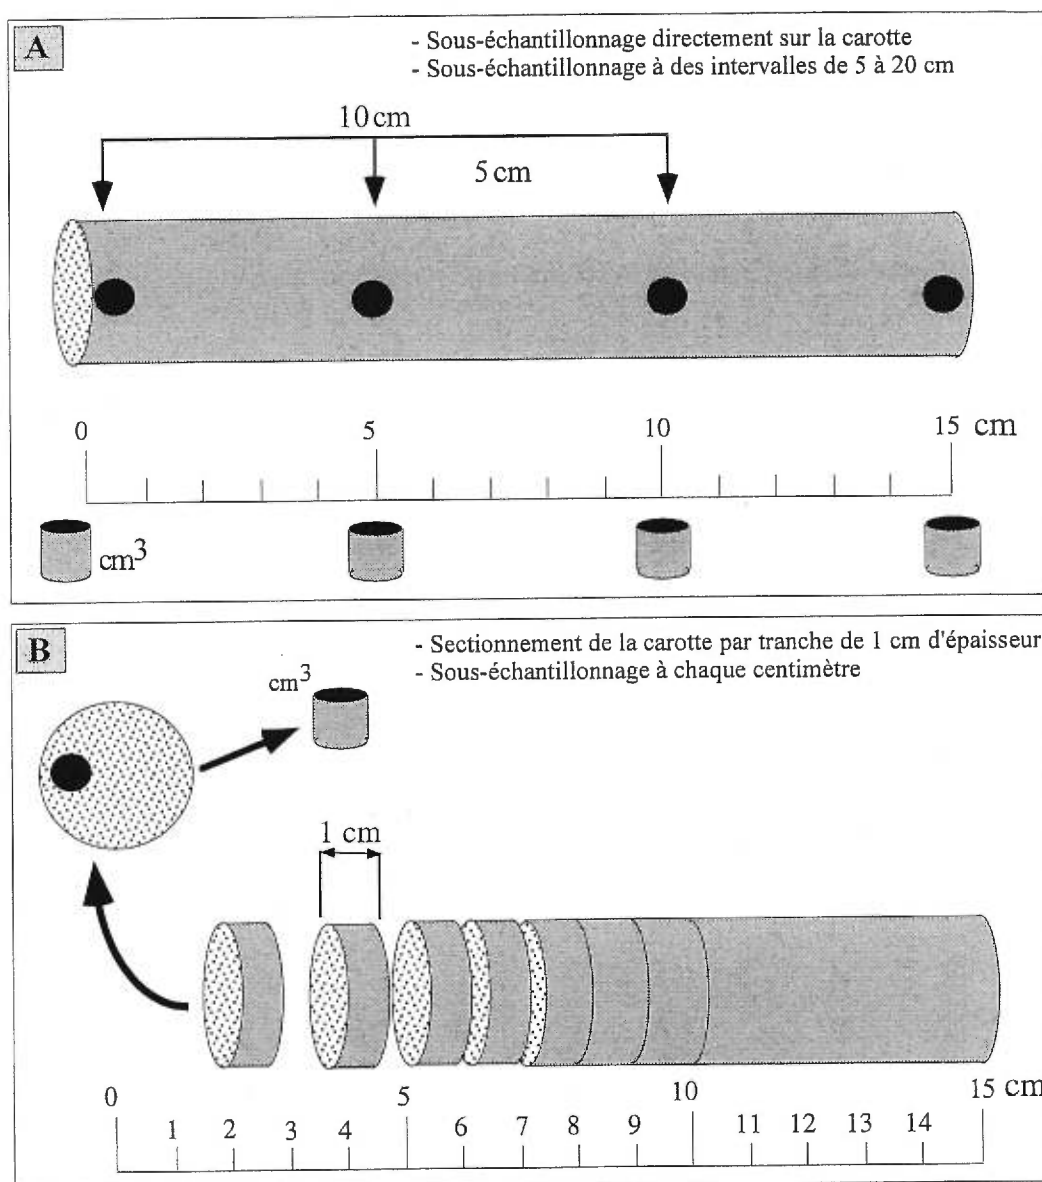 A
- Sous-échantillonnage directement sur la carotte
- Sous-échantillonnage à des intervalles de 5 à 20 cm
10 cm
5 cm
0 5 10 15 cm
cm³
B
- Sectionnement de la carotte par tranche de 1 cm d'épaisseur
- Sous-échantillonnage à chaque centimètre
cm³
1 cm
0 5 10 15 cm
1 2 3 4 6 7 8 9 11 12 13 14